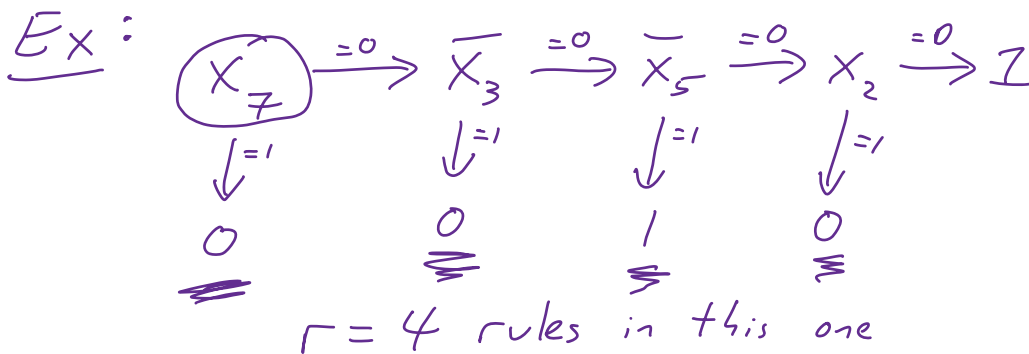 Ex:
x₇ =0→ x̄₃ =0→ x̄₅ =0→ x₂ =0→ 1
↓=1 ↓=1 ↓=1 ↓=1
0 0 1 0
r = 4 rules in this one